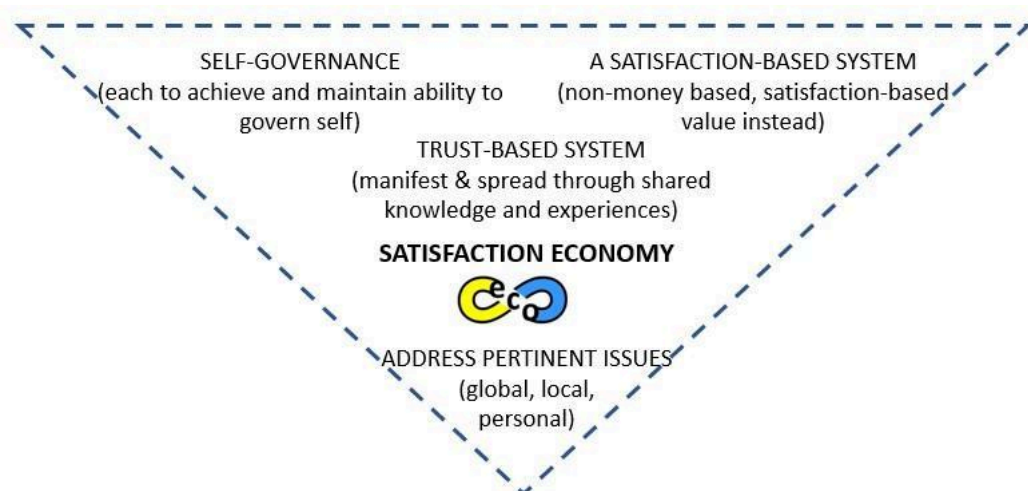 SELF-GOVERNANCE
(each to achieve and maintain ability to
govern self)
A SATISFACTION-BASED SYSTEM
(non-money based, satisfaction-based
value instead)
TRUST-BASED SYSTEM
(manifest & spread through shared
knowledge and experiences)
SATISFACTION ECONOMY
eco
ADDRESS PERTINENT ISSUES
(global, local,
personal)